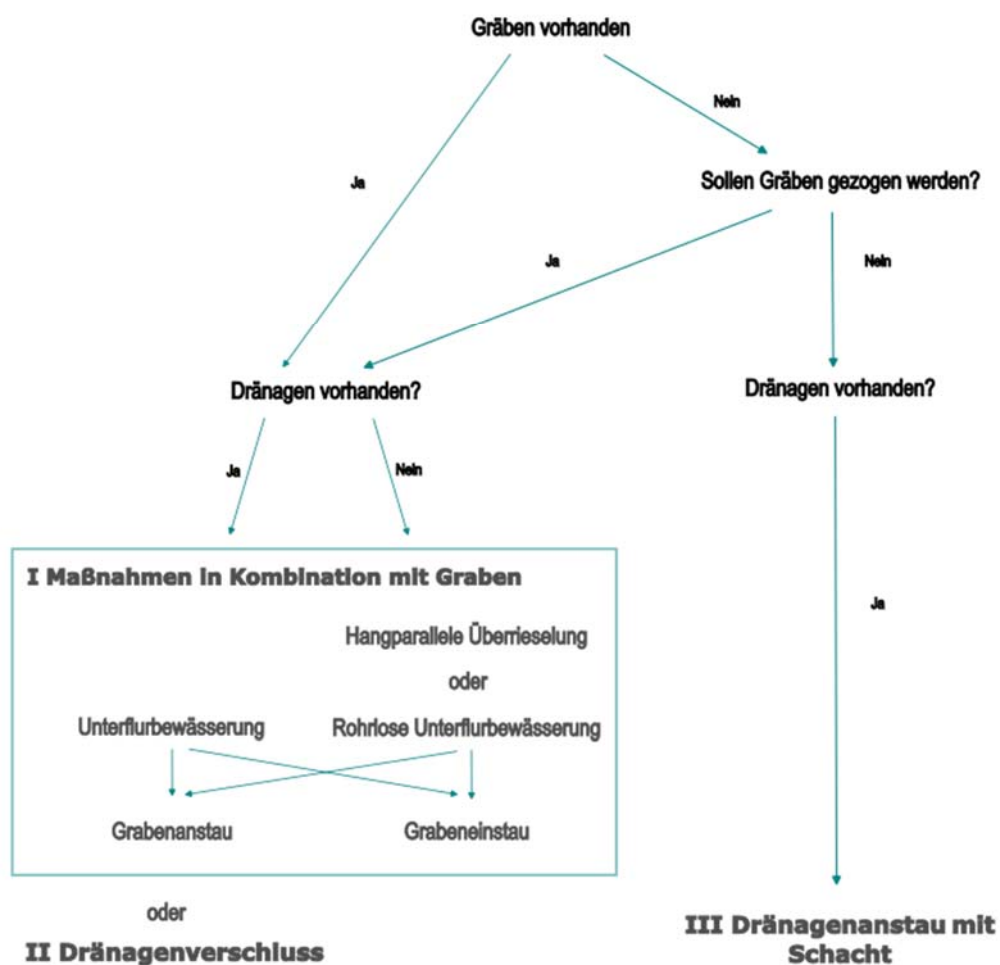 Gräben vorhanden
Nein
Ja
Sollen Gräben gezogen werden?
Ja
Nein
Dränagen vorhanden?
Dränagen vorhanden?
Ja
Nein
I Maßnahmen in Kombination mit Graben
Hangparallele Überrieselung
Ja
oder
Unterflurbewässerung
Rohrlose Unterflurbewässerung
Grabenanstau
Grabeneinstau
oder
II Dränagenverschluss
III Dränagenanstau mit
Schacht